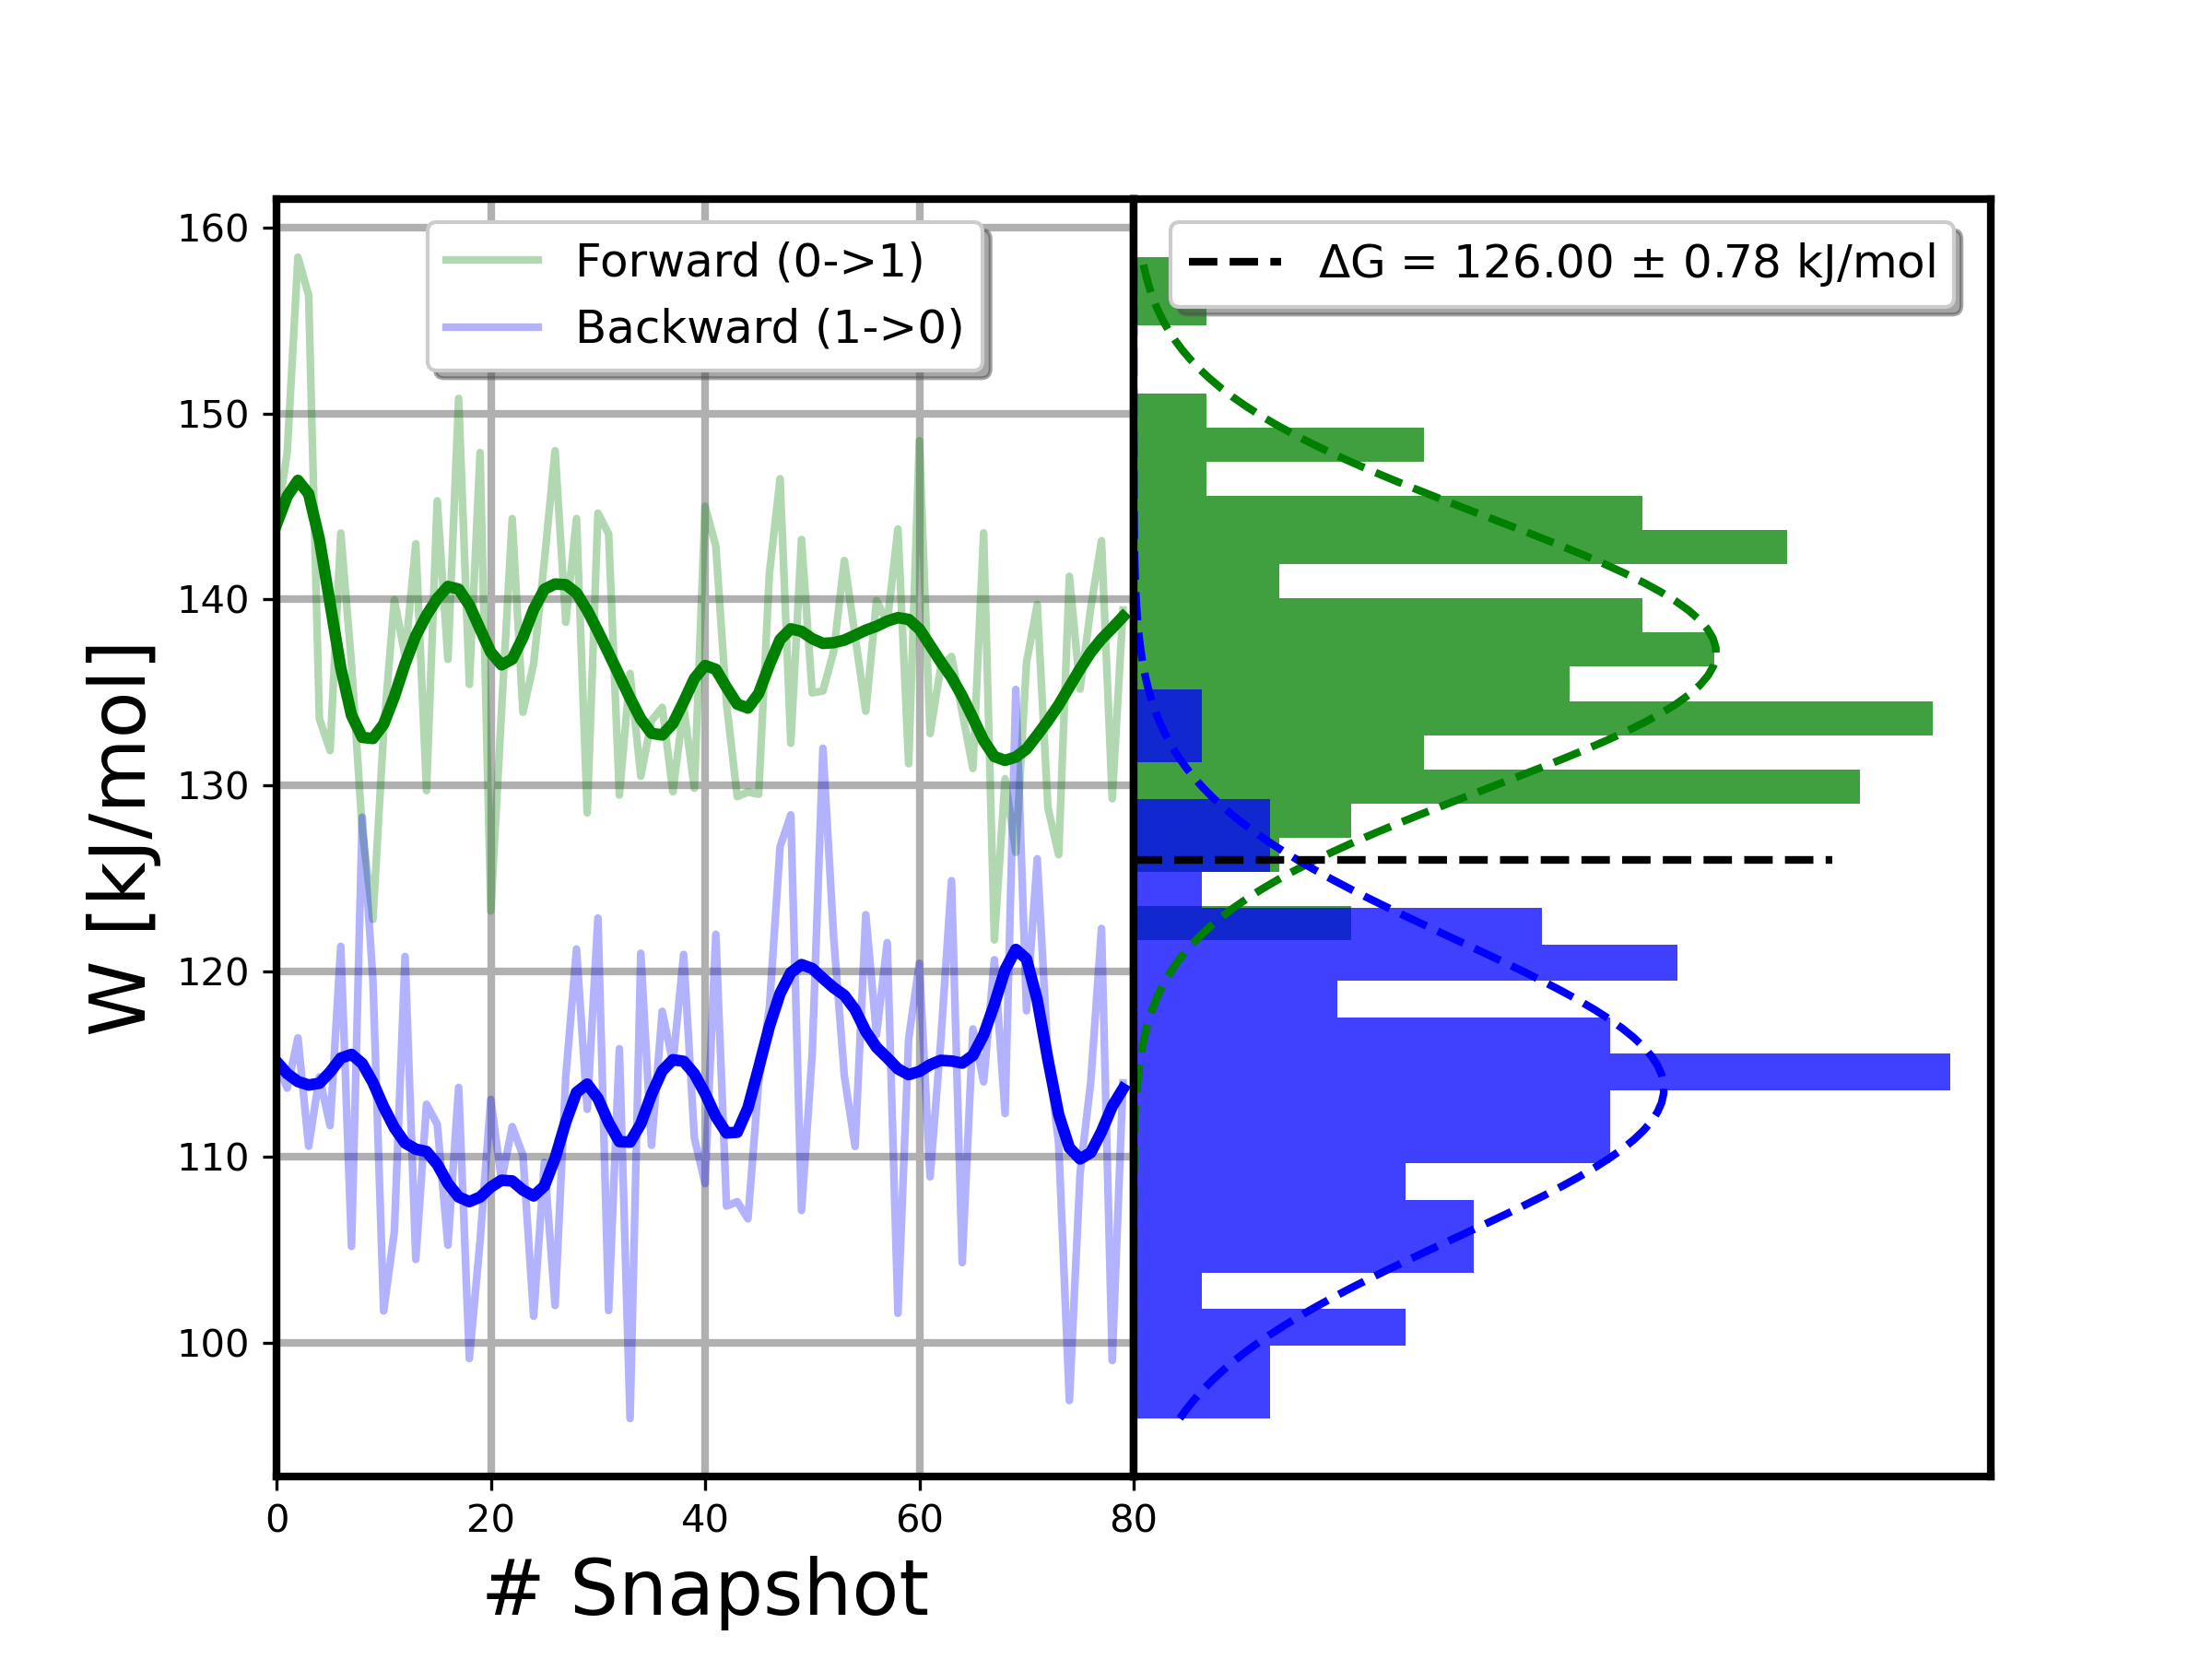 Forward (0->1)
Backward (1->0)
ΔG = 126.00 ± 0.78 kJ/mol
160
150
140
130
120
110
100
W [kJ/mol]
0 20 40 60 80
# Snapshot